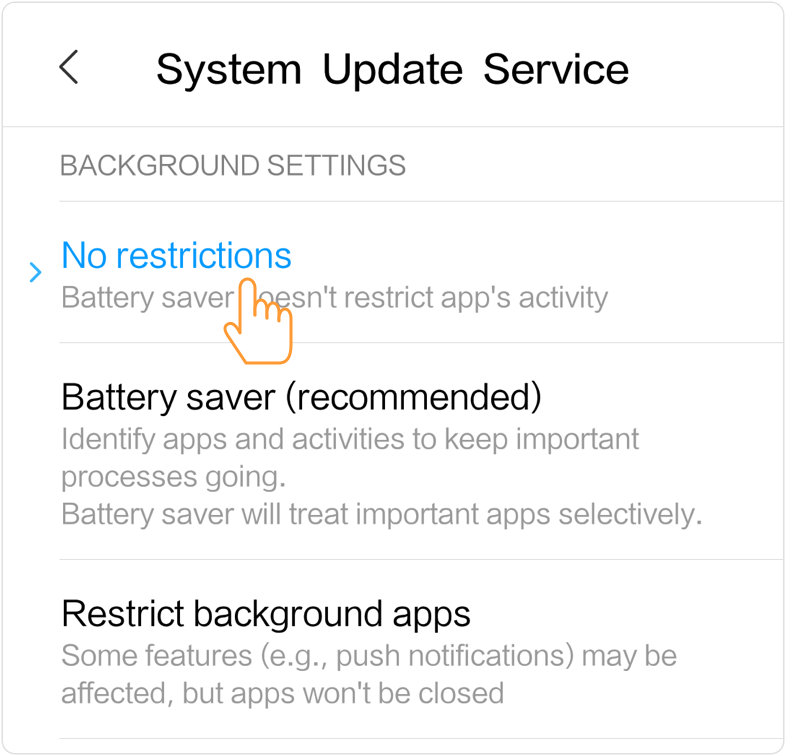 System Update Service
BACKGROUND SETTINGS
No restrictions
Battery saver doesn't restrict app's activity
Battery saver (recommended)
Identify apps and activities to keep important
processes going.
Battery saver will treat important apps selectively.
Restrict background apps
Some features (e.g., push notifications) may be
affected, but apps won't be closed